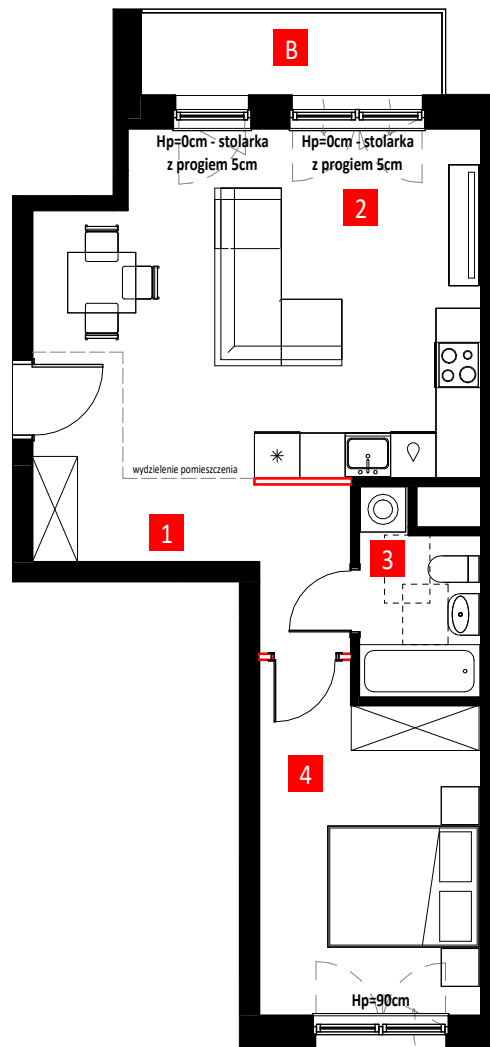 B
Hp=0cm - stolarka
z progiem 5cm
Hp=0cm - stolarka
z progiem 5cm
2
wydzielenie pomieszczenia
1
3
4
Hp=90cm